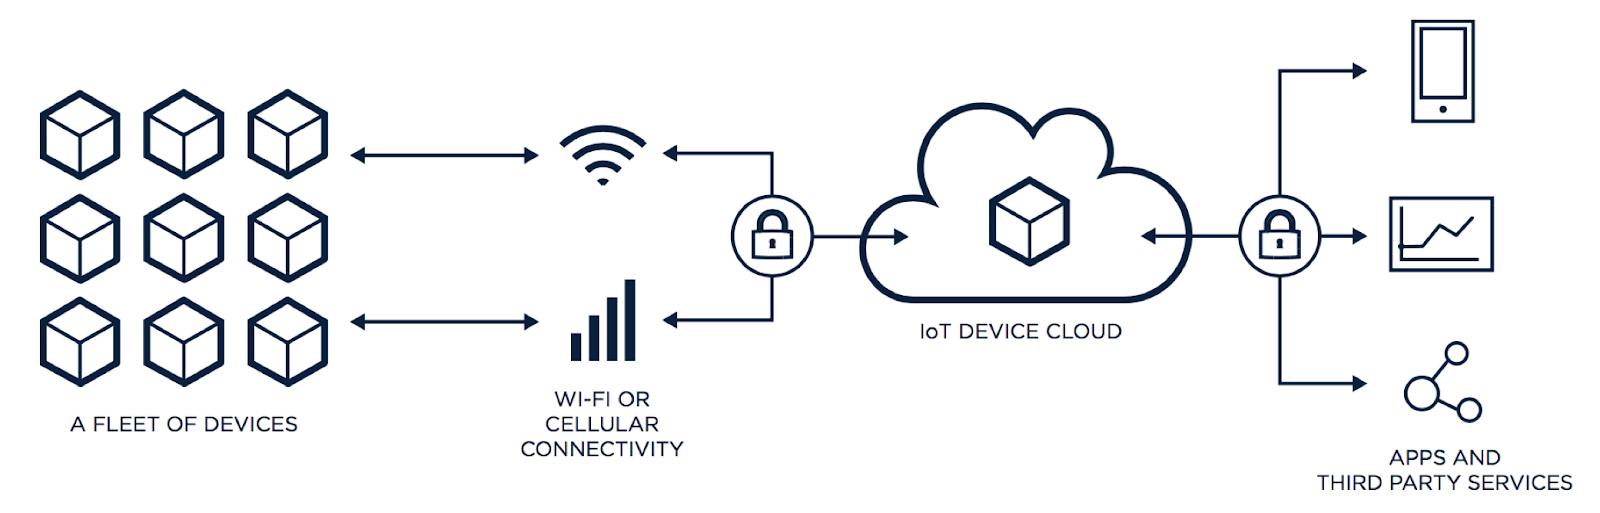 A FLEET OF DEVICES
WI-FI OR
CELLULAR
CONNECTIVITY
IoT DEVICE CLOUD
APPS AND
THIRD PARTY SERVICES